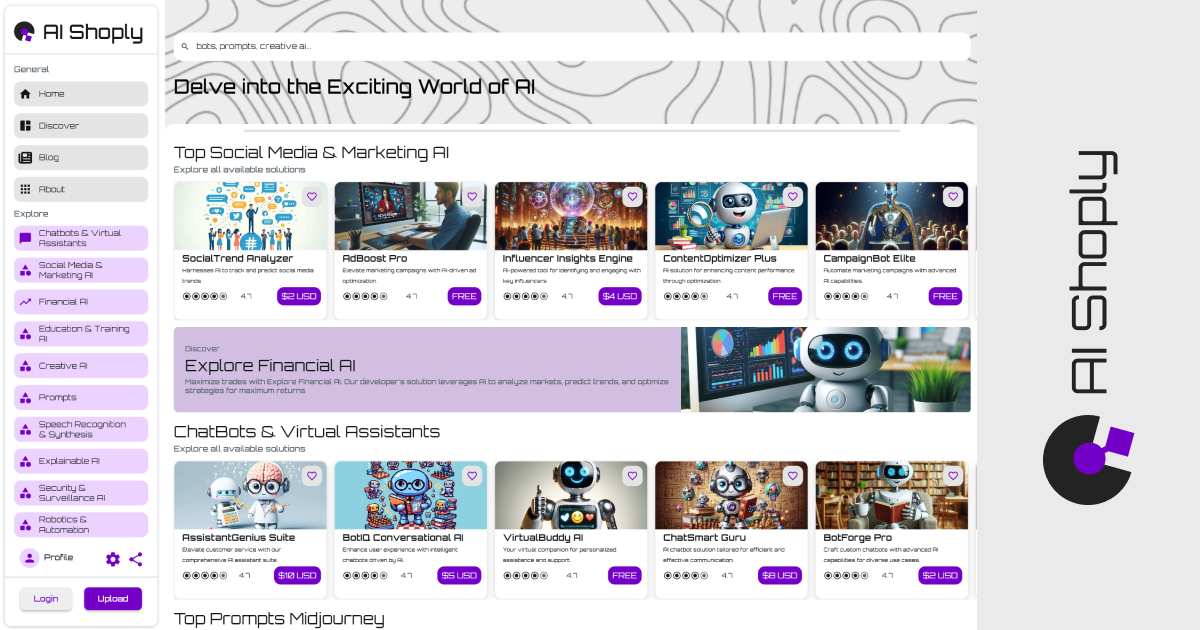 AI Shoply
General
Home
Discover
Blog
About
Explore
Chatbots & Virtual
Assistants
Social Media &
Marketing AI
Financial AI
Education & Training
AI
Creative AI
Prompts
Speech Recognition
& Synthesis
Explainable AI
Security &
Surveillance AI
Robotics &
Automation
Profile
Login
Upload
bots, prompts, creative ai...
Delve into the Exciting World of AI
Top Social Media & Marketing AI
Explore all available solutions
SocialTrend Analyzer
Harnesses AI to track and predict social media
trends
4.7
$2 USD
AdBoost Pro
Elevate marketing campaigns with AI-driven ad
optimization.
4.7
FREE
Influencer Insights Engine
AI-powered tool for identifying and engaging with
key influencers
4.7
$4 USD
ContentOptimizer Plus
AI solution for enhancing content performance
through optimization.
4.7
FREE
CampaignBot Elite
Automate marketing campaigns with advanced
AI capabilities.
4.7
FREE
Discover
Explore Financial AI
Maximize trades with Explore Financial AI. Our developer's solution leverages AI to analyze markets, predict trends, and optimize
strategies for maximum returns
ChatBots & Virtual Assistants
Explore all available solutions
AssistantGenius Suite
Elevate customer service with our
comprehensive AI assistant suite.
4.7
$10 USD
BotIQ Conversational AI
Enhance user experience with intelligent
chatbots driven by AI.
4.7
$5 USD
VirtualBuddy AI
Your virtual companion for personalized
assistance and support.
4.7
FREE
ChatSmart Guru
AI chatbot solution tailored for efficient and
effective communication.
4.7
$8 USD
BotForge Pro
Craft custom chatbots with advanced AI
capabilities for diverse use cases.
4.7
$2 USD
Top Prompts Midjourney
AI Shoply